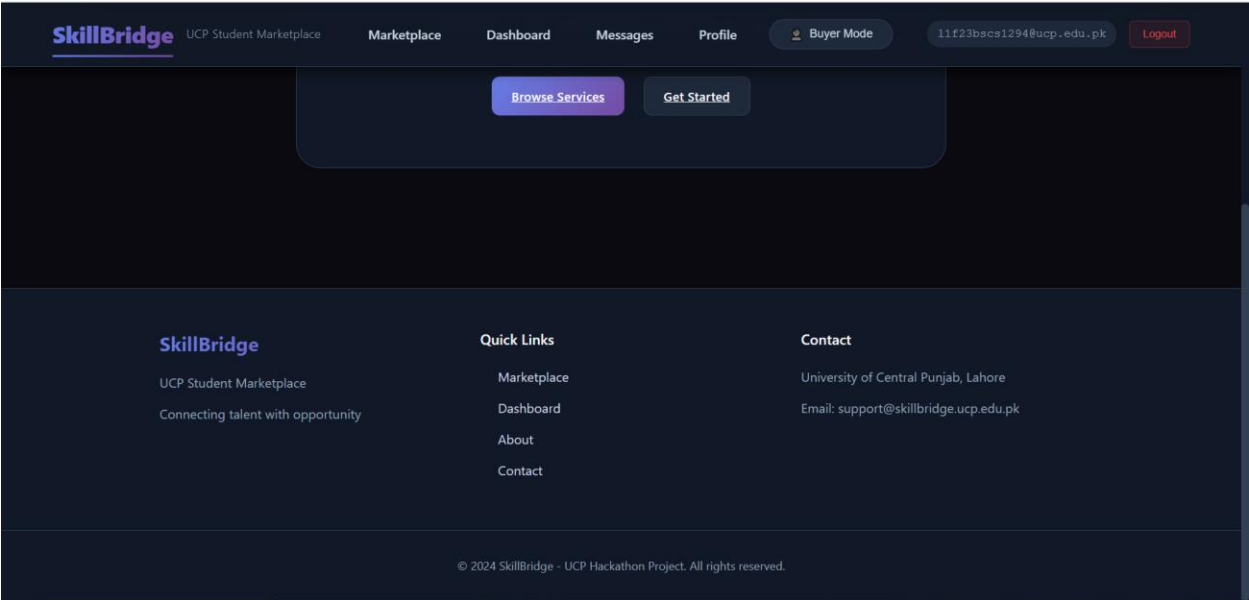 SkillBridge UCP Student Marketplace Marketplace Dashboard Messages Profile Buyer Mode 11f23bscs1294@ucp.edu.pk Logout
Browse Services Get Started
SkillBridge
UCP Student Marketplace
Connecting talent with opportunity
Quick Links
Marketplace
Dashboard
About
Contact
Contact
University of Central Punjab, Lahore
Email: support@skillbridge.ucp.edu.pk
© 2024 SkillBridge - UCP Hackathon Project. All rights reserved.